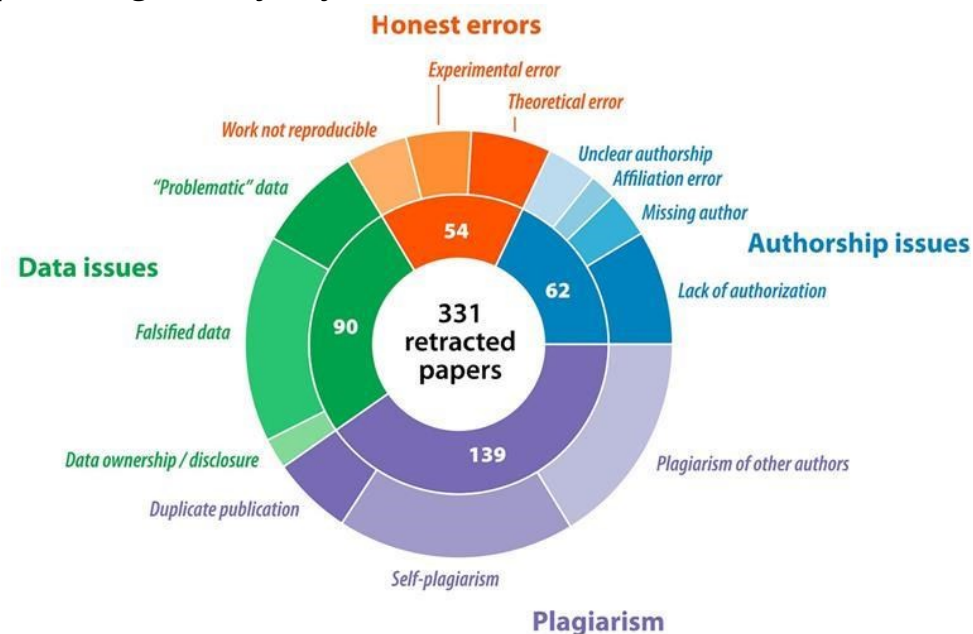 Honest errors
Experimental error
Theoretical error
Work not reproducible
Unclear authorship
Affiliation error
Missing author
Authorship issues
Lack of authorization
"Problematic" data
Data issues
Falsified data
Data ownership / disclosure
Duplicate publication
Self-plagiarism
Plagiarism of other authors
Plagiarism
54
62
90
139
331
retracted
papers